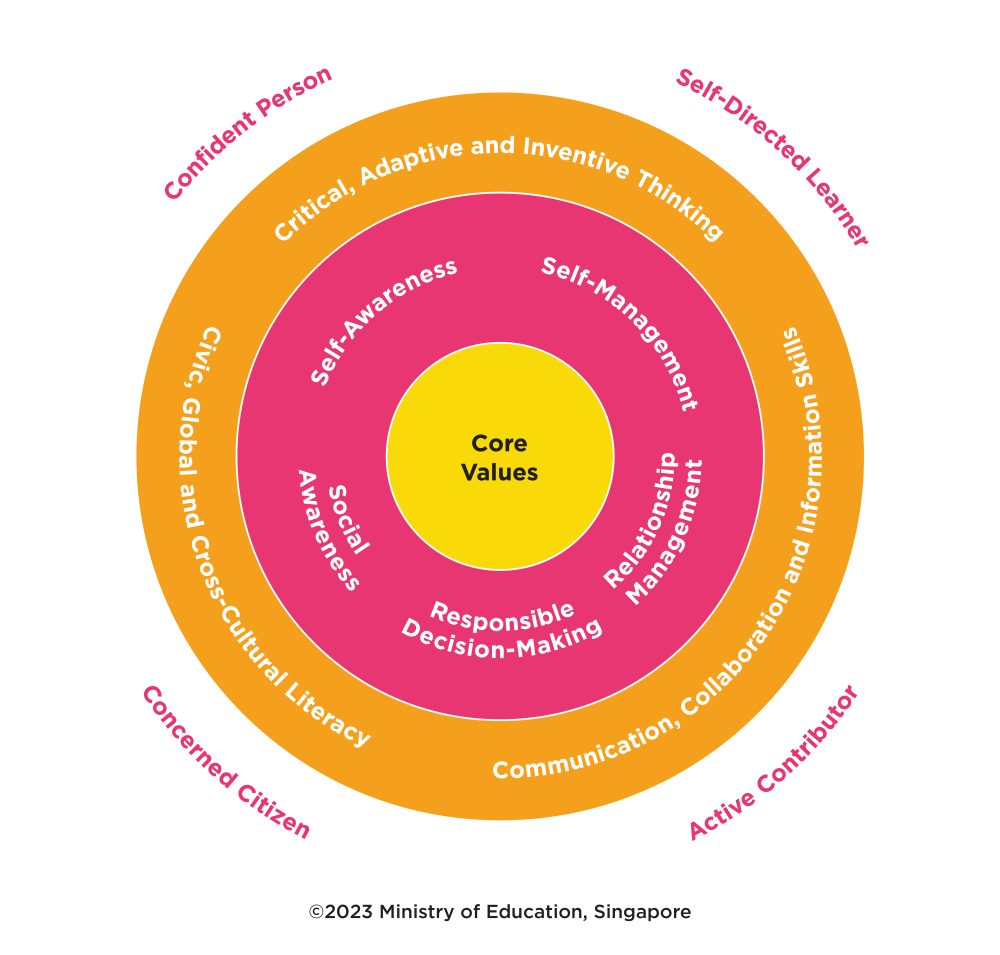 Confident Person
Self-Directed Learner
Critical, Adaptive and Inventive Thinking
Civic, Global and Cross-Cultural Literacy
Communication, Collaboration and Information Skills
Self-Awareness
Self-Management
Core
Values
Social
Awareness
Relationship
Management
Responsible
Decision-Making
Concerned Citizen
Active Contributor
©2023 Ministry of Education, Singapore